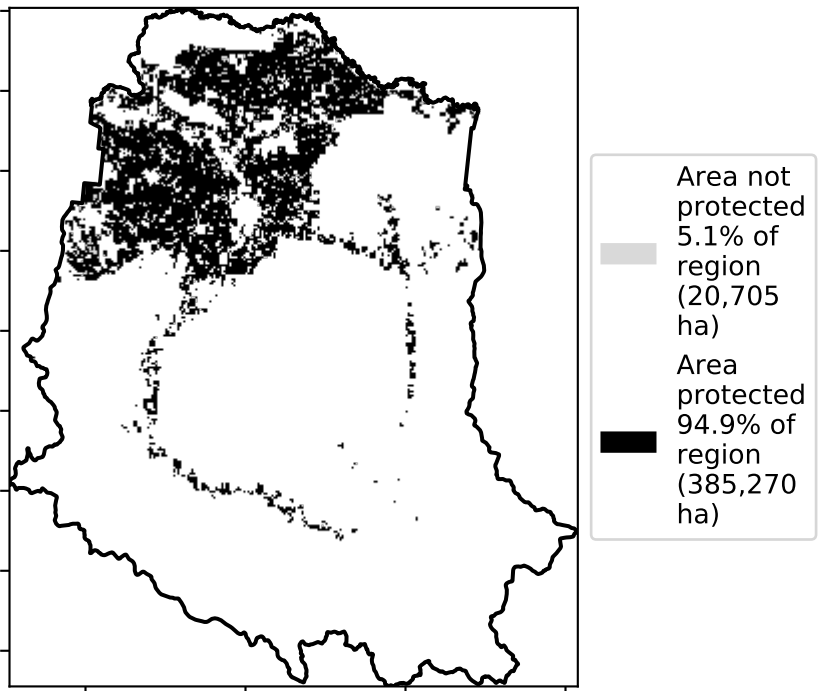 Area not
protected
5.1% of
region
(20,705
ha)
Area
protected
94.9% of
region
(385,270
ha)